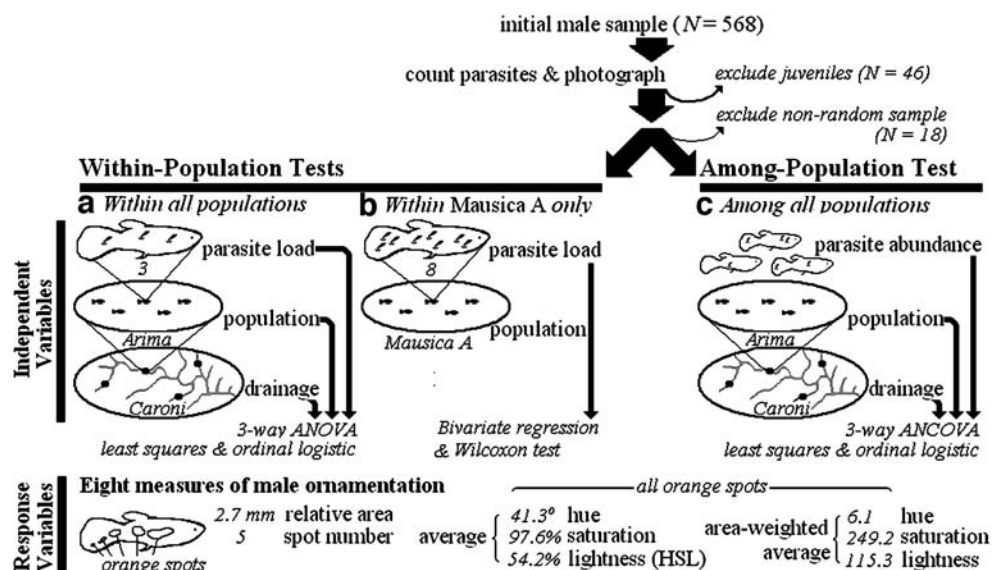 initial male sample (N = 568)
count parasites & photograph
exclude juveniles (N = 46)
exclude non-random sample
(N = 18)
Within-Population Tests
Among-Population Test
a Within all populations
b Within Mausica A only
c Among all populations
Independent
Variables
3
parasite load
population
Arima
drainage
Caroni
3-way ANOVA
least squares & ordinal logistic
8
parasite load
population
Mausica A
Bivariate regression
& Wilcoxon test
parasite abundance
population
Arima
drainage
Caroni
3-way ANCOVA
least squares & ordinal logistic
Response
Variables
Eight measures of male ornamentation
all orange spots
2.7 mm relative area
5 spot number
orange spots
average
41.3º hue
97.6% saturation
54.2% lightness (HSL)
area-weighted
average
6.1 hue
249.2 saturation
115.3 lightness